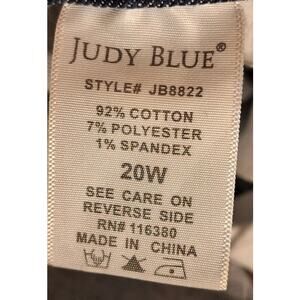 JUDY BLUE®
STYLE# JB8822
92% COTTON
7% POLYESTER
1% SPANDEX
20W
SEE CARE ON
REVERSE SIDE
RN# 116380
MADE IN CHINA